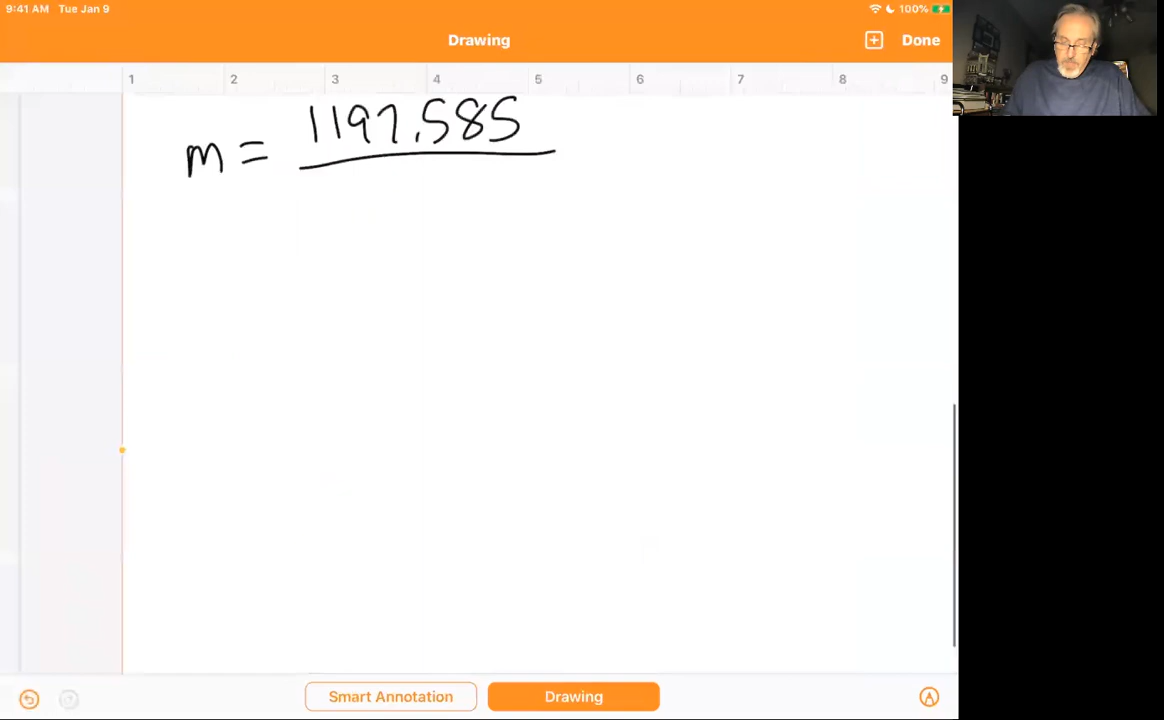 9:41 AM Tue Jan 9
100%
Drawing
Done
1 2 3 4 5 6 7 8 9
1197.585
m =
Smart Annotation
Drawing